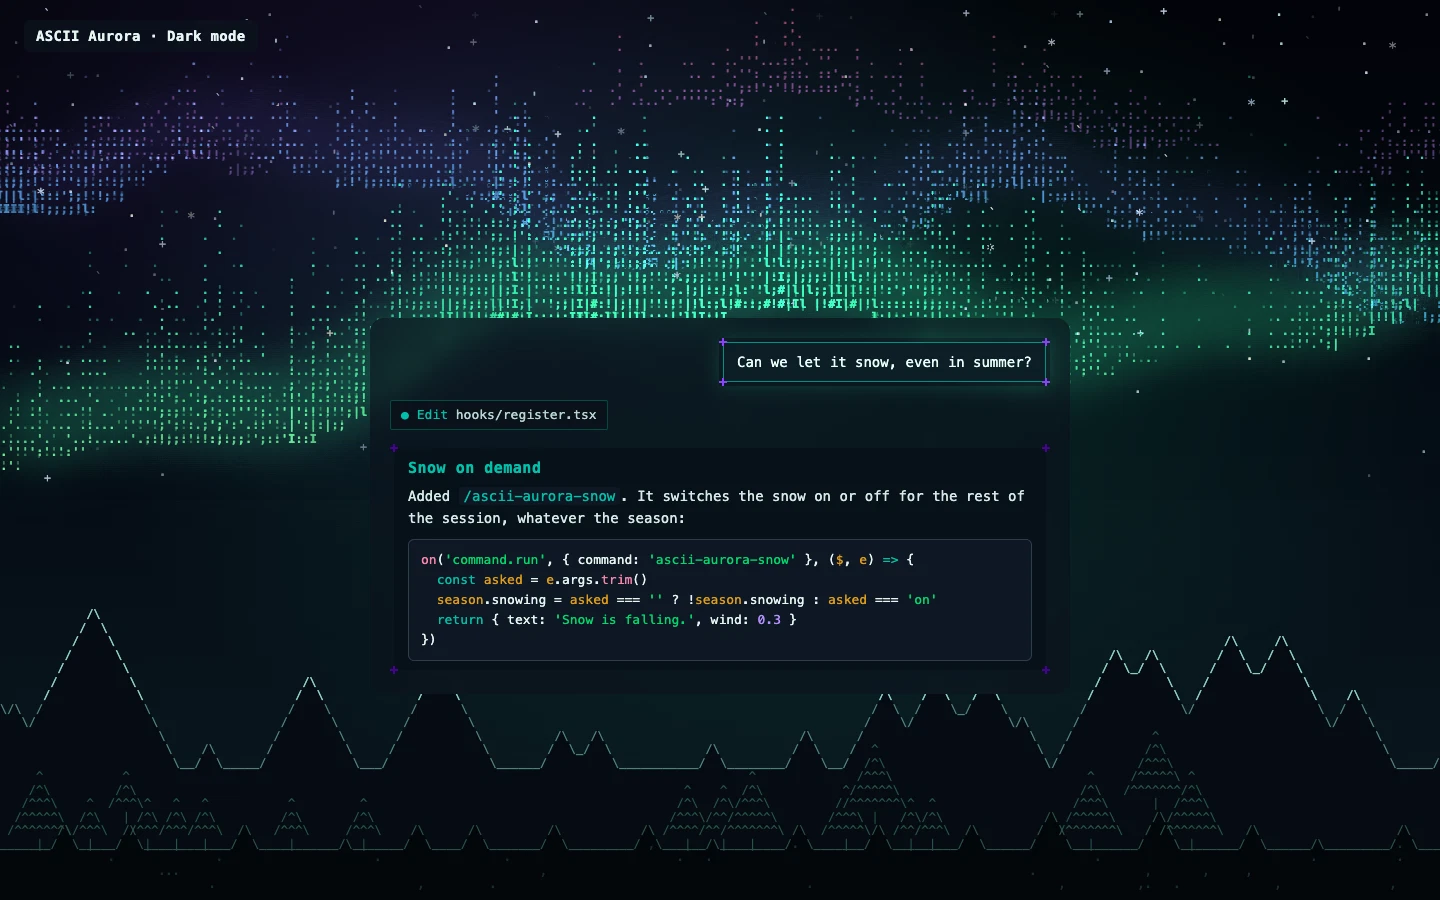 ASCII Aurora · Dark mode
Can we let it snow, even in summer?
● Edit hooks/register.tsx
Snow on demand
Added /ascii-aurora-snow. It switches the snow on or off for the rest of
the session, whatever the season:
on('command.run', { command: 'ascii-aurora-snow' }, ($, e) => {
  const asked = e.args.trim()
  season.snowing = asked === '' ? !season.snowing : asked === 'on'
  return { text: 'Snow is falling.', wind: 0.3 }
})